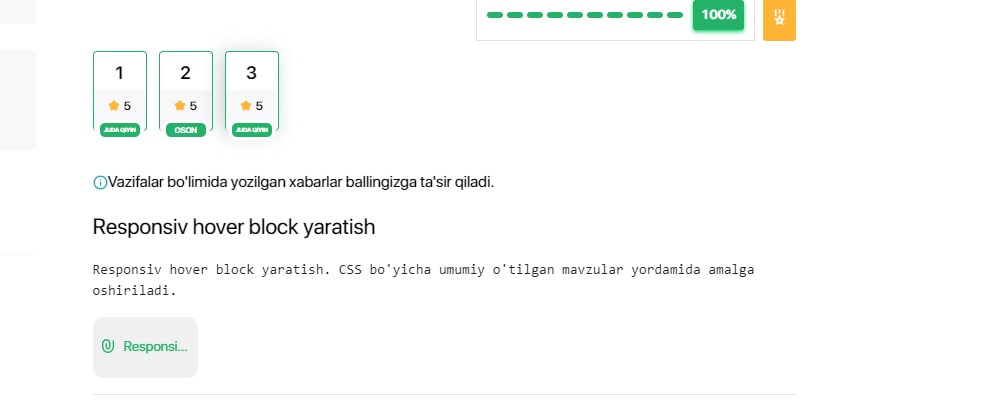 100%
1 2 3
5 5 5
JUDA QIYIN OSON JUDA QIYIN
Vazifalar bo'limida yozilgan xabarlar ballingizga ta'sir qiladi.
Responsiv hover block yaratish
Responsiv hover block yaratish. CSS bo'yicha umumiy o'tilgan mavzular yordamida amalga
oshiriladi.
Responsi...